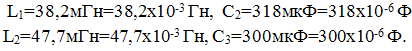 L₁=38,2мГн=38,2х10⁻³ Гн, С₂=318мкФ=318х10⁻⁶ Ф
L₂=47,7мГн=47,7х10⁻³ Гн, С₃=300мкФ=300х10⁻⁶ Ф.